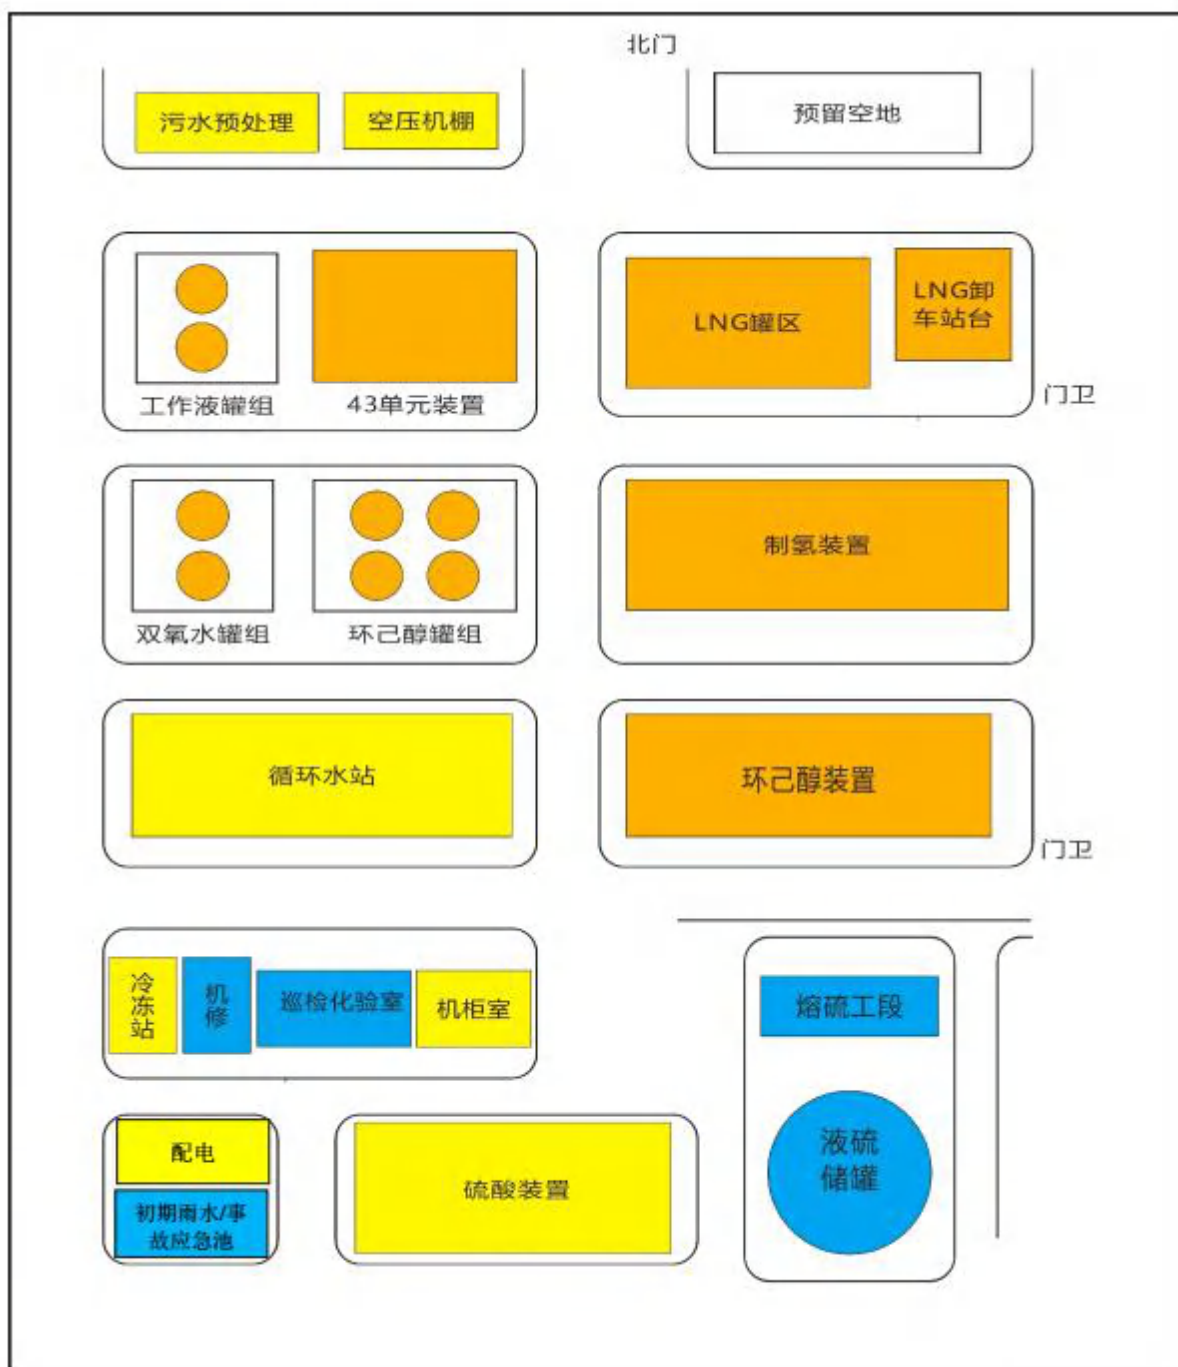 北门
污水预处理
空压机棚
预留空地
LNG罐区
LNG卸
车站台
工作液罐组
43单元装置
门卫
制氢装置
双氧水罐组
环己醇罐组
循环水站
环己醇装置
门卫
冷
冻
站
机
修
巡检化验室
机柜室
熔硫工段
配电
初期雨水/事
故应急池
硫酸装置
液硫
储罐